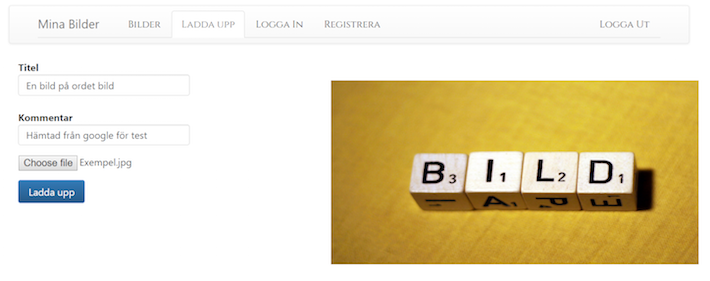 Mina Bilder Bilder Ladda upp Logga In Registrera Logga Ut
Titel
En bild på ordet bild
Kommentar
Hämtad från google för test
Choose file Exempel.jpg
Ladda upp
B3 I1 L2 D1